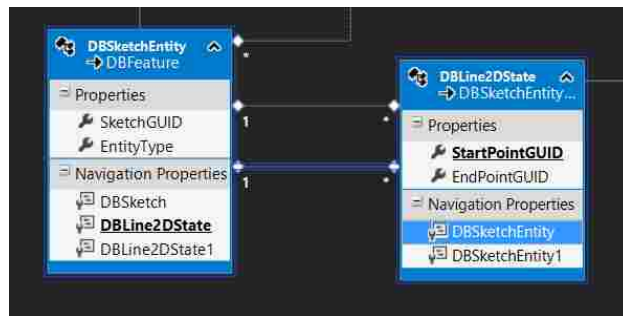 DBSketchEntity
DBFeature
*
Properties
SketchGUID
EntityType
Navigation Properties
DBSketch
DBLine2DState
DBLine2DState1
1
*
1
*
DBLine2DState
DBSketchEntity...
Properties
StartPointGUID
EndPointGUID
Navigation Properties
DBSketchEntity
DBSketchEntity1